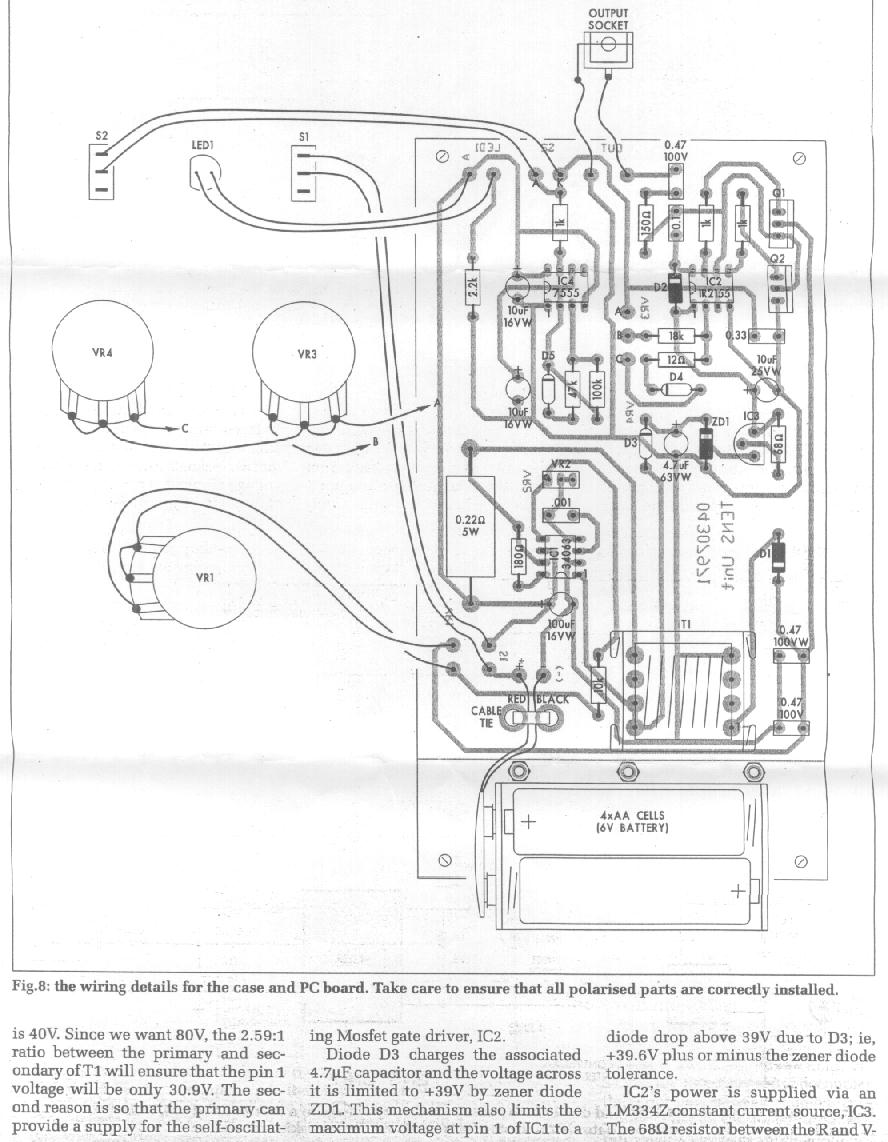 OUTPUT
SOCKET
S2
LED1
S1
LED1
S2
OUT
0.47
100V
A
A
K
Q1
150Ω
0.1
1k
1k
1k
Q2
2.2k
IC4
7555
D2
IC2
IR2155
10uF
16VW
VR3
A
B
18k
0.33
VR4
VR3
C
12Ω
10uF
25VW
D5
47k
100k
D4
10uF
16VW
VR4
IC3
ZD1
A
C
B
D3
4.7uF
63VW
68Ω
VR2
VR2
.001
0.22Ω
5W
180Ω
IC1
34063
TENS Unit
04307971
D1
VR1
100uF
16VW
VR1
T1
S1
0.47
100VW
+
(-)
10k
RED
BLACK
CABLE
TIE
0.47
100V
4xAA CELLS
(6V BATTERY)
+
+
Fig.8: the wiring details for the case and PC board. Take care to ensure that all polarised parts are correctly installed.
is 40V. Since we want 80V, the 2.59:1
ratio between the primary and sec-
ondary of T1 will ensure that the pin 1
voltage will be only 30.9V. The sec-
ond reason is so that the primary can
provide a supply for the self-oscillat-
ing Mosfet gate driver, IC2.
Diode D3 charges the associated
4.7µF capacitor and the voltage across
it is limited to +39V by zener diode
ZD1. This mechanism also limits the
maximum voltage at pin 1 of IC1 to a
diode drop above 39V due to D3; ie,
+39.6V plus or minus the zener diode
tolerance.
IC2's power is supplied via an
LM334Z constant current source, IC3.
The 68Ω resistor between the R and V-